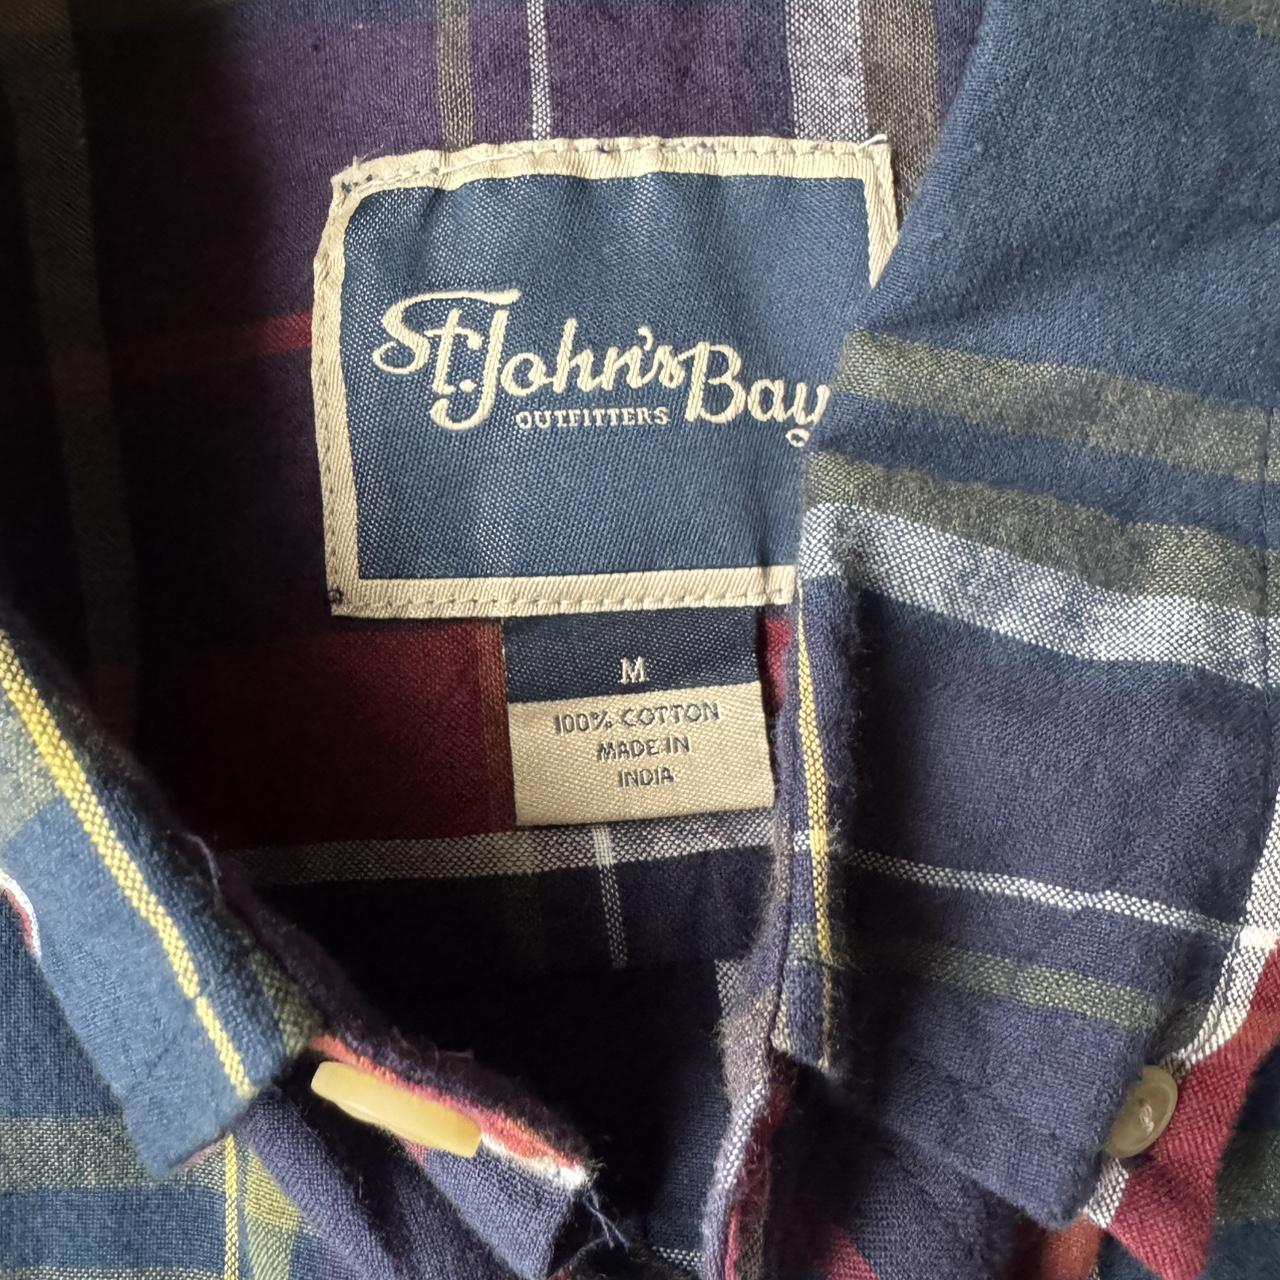 St. John's Bay
OUTFITTERS
M
100% COTTON
MADE IN
INDIA